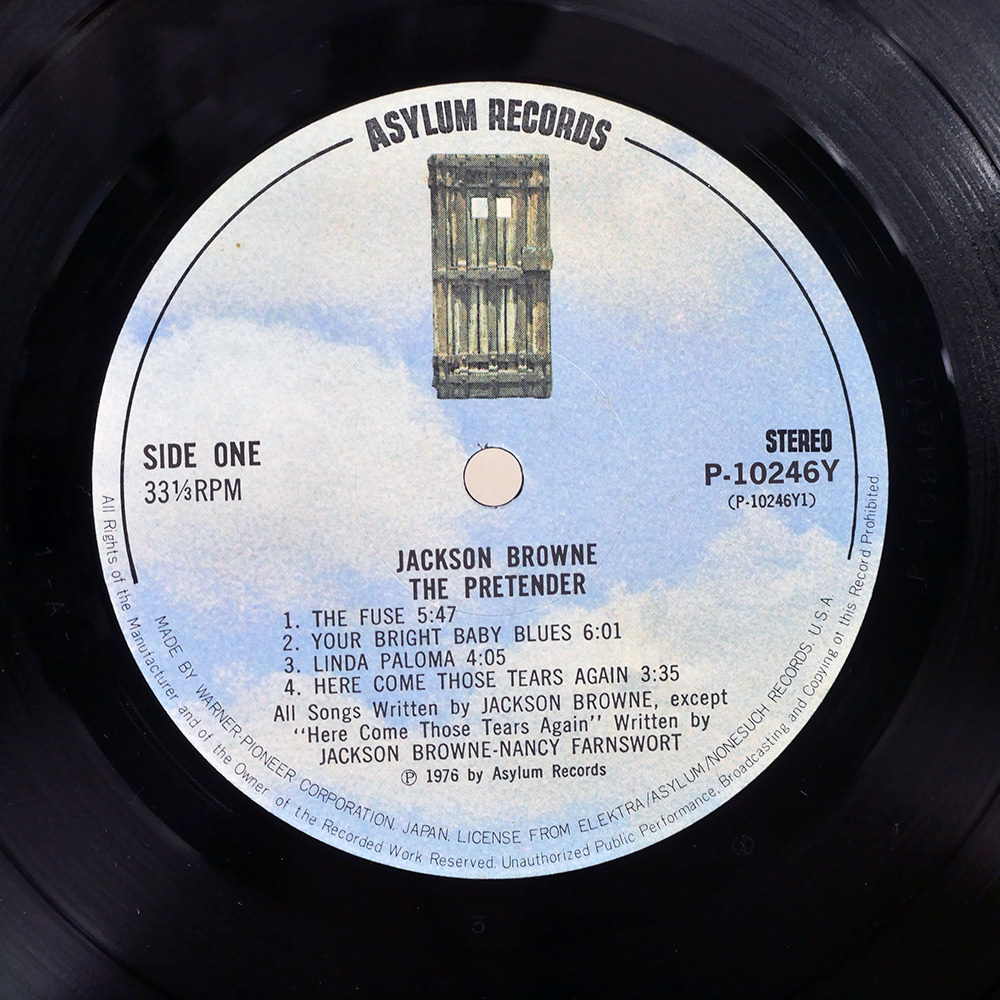 ASYLUM RECORDS
SIDE ONE
33⅓RPM
STEREO
P-10246Y
(P-10246Y1)
JACKSON BROWNE
THE PRETENDER
1. THE FUSE 5:47
2. YOUR BRIGHT BABY BLUES 6:01
3. LINDA PALOMA 4:05
4. HERE COME THOSE TEARS AGAIN 3:35
All Songs Written by JACKSON BROWNE, except
"Here Come Those Tears Again" Written by
JACKSON BROWNE-NANCY FARNSWORT
℗ 1976 by Asylum Records
MADE BY WARNER-PIONEER CORPORATION, JAPAN. LICENSE FROM ELEKTRA/ASYLUM/NONESUCH RECORDS, U.S.A
All Rights of the Manufacturer and of the Owner of the Recorded Work Reserved. Unauthorized Public Performance, Broadcasting and Copying of this Record Prohibited.